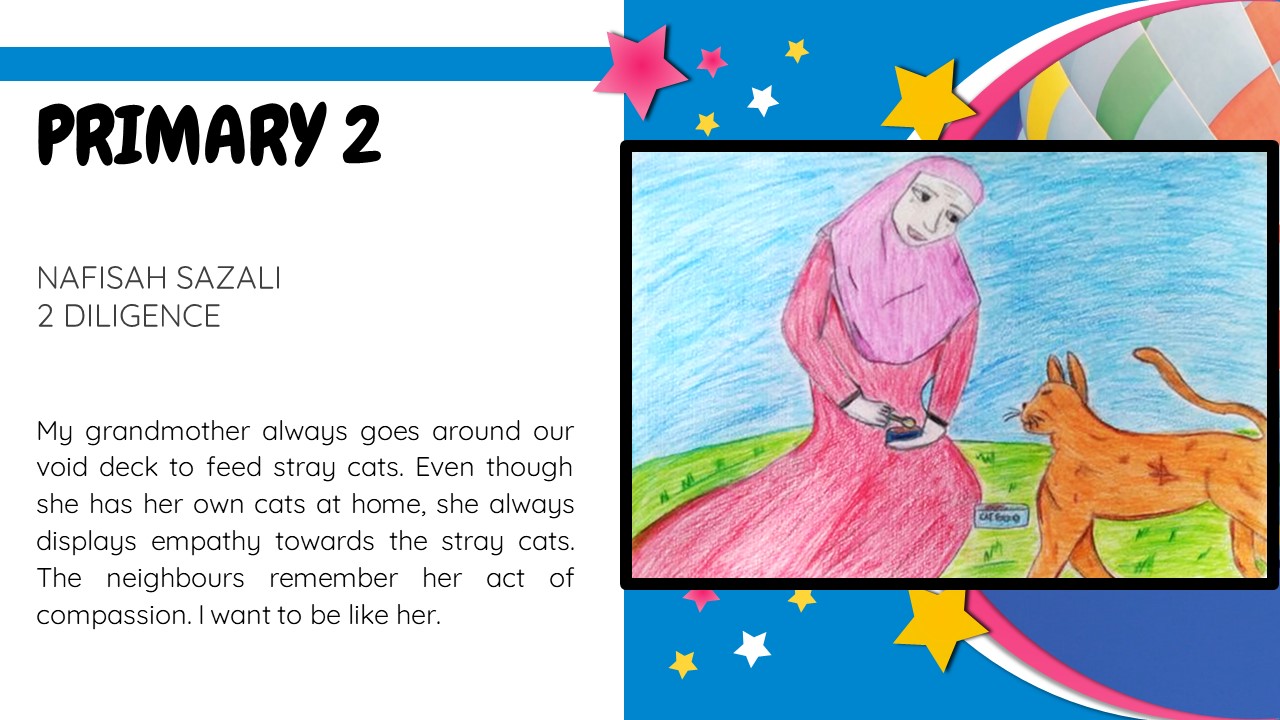 PRIMARY 2
NAFISAH SAZALI
2 DILIGENCE
My grandmother always goes around our
void deck to feed stray cats. Even though
she has her own cats at home, she always
displays empathy towards the stray cats.
The neighbours remember her act of
compassion. I want to be like her.
CAT FOOD